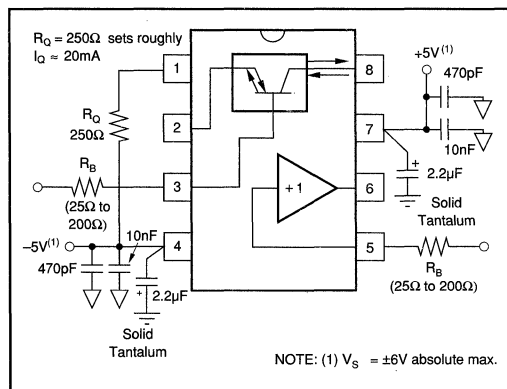 R_Q = 250Ω sets roughly
I_Q ≈ 20mA
1
R_Q
250Ω
2
R_B
3
(25Ω to
200Ω)
–5V(1)
10nF
4
470pF
2.2µF
+
Solid
Tantalum
+1
8
+5V(1)
470pF
7
10nF
+
2.2µF
6
Solid
Tantalum
5
R_B
(25Ω to 200Ω)
NOTE: (1) V_S = ±6V absolute max.